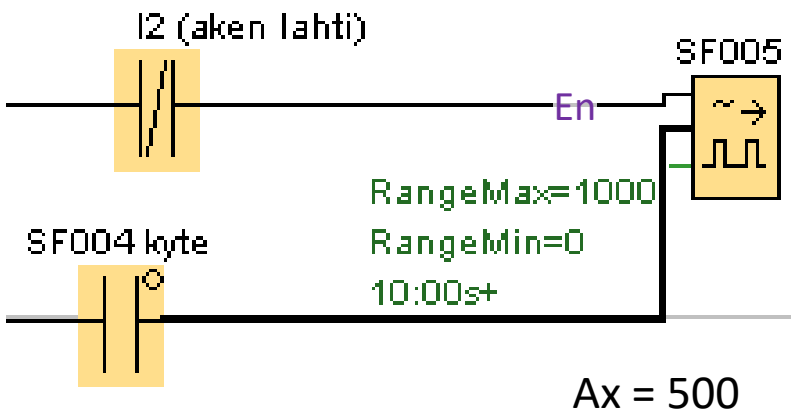 I2 (aken lahti)
SF005
En
RangeMax=1000
SF004 kyte
RangeMin=0
10:00s+
Ax = 500